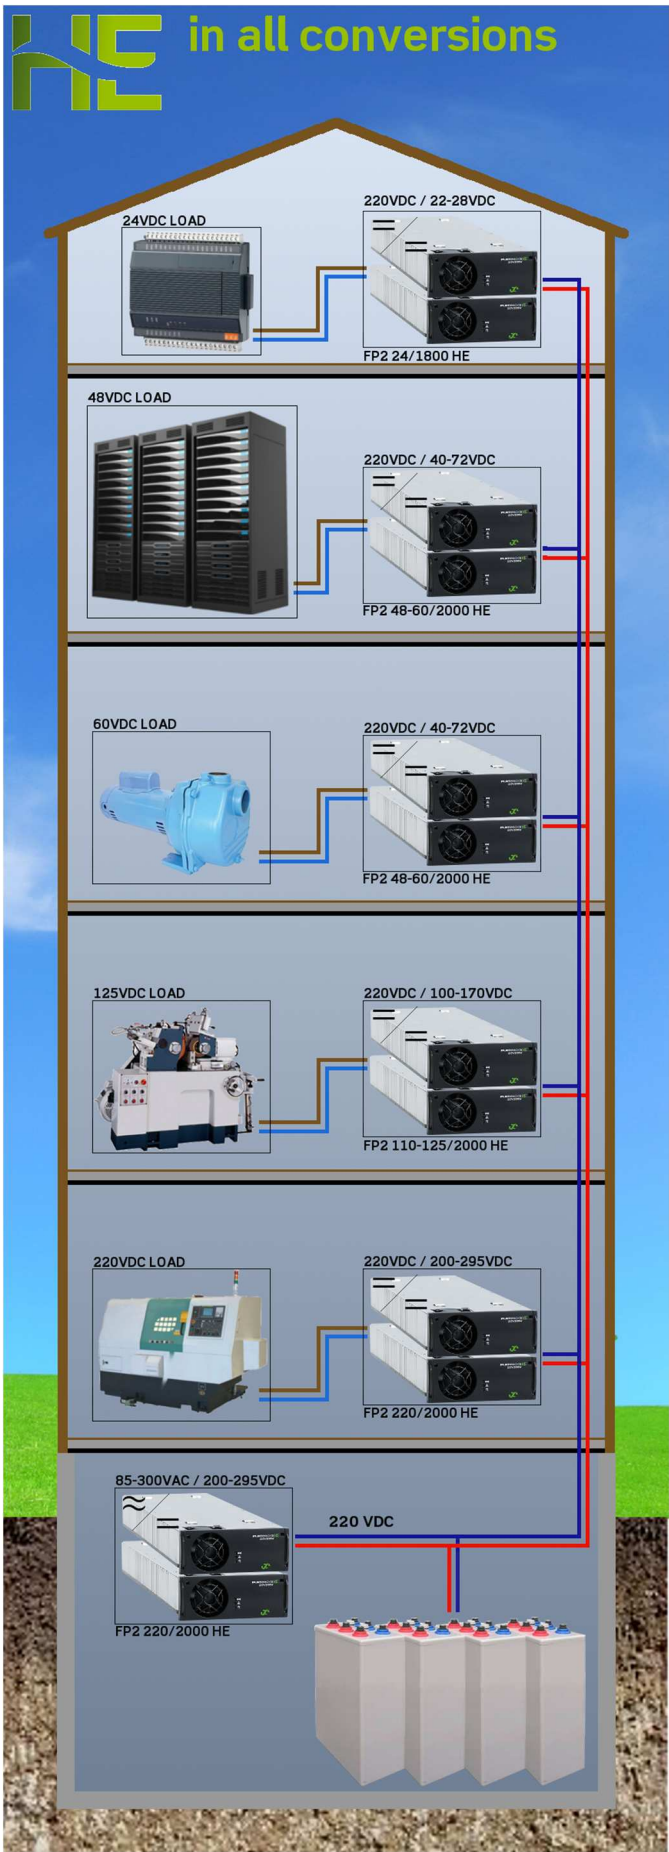 HE in all conversions
220VDC / 22-28VDC
24VDC LOAD
FP2 24/1800 HE
48VDC LOAD
220VDC / 40-72VDC
FP2 48-60/2000 HE
60VDC LOAD
220VDC / 40-72VDC
FP2 48-60/2000 HE
125VDC LOAD
220VDC / 100-170VDC
FP2 110-125/2000 HE
220VDC LOAD
220VDC / 200-295VDC
FP2 220/2000 HE
85-300VAC / 200-295VDC
220 VDC
FP2 220/2000 HE